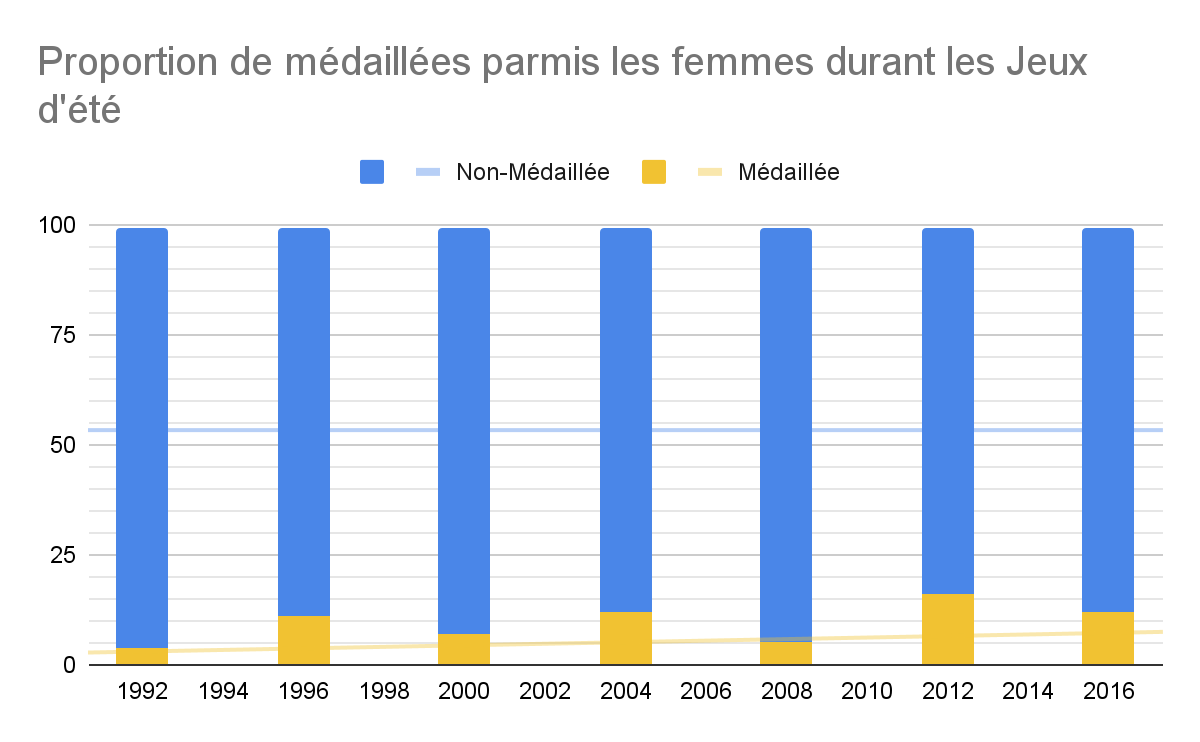 Proportion de médaillées parmis les femmes durant les Jeux
d'été
Non-Médaillée Médaillée
100
75
50
25
0
1992 1994 1996 1998 2000 2002 2004 2006 2008 2010 2012 2014 2016